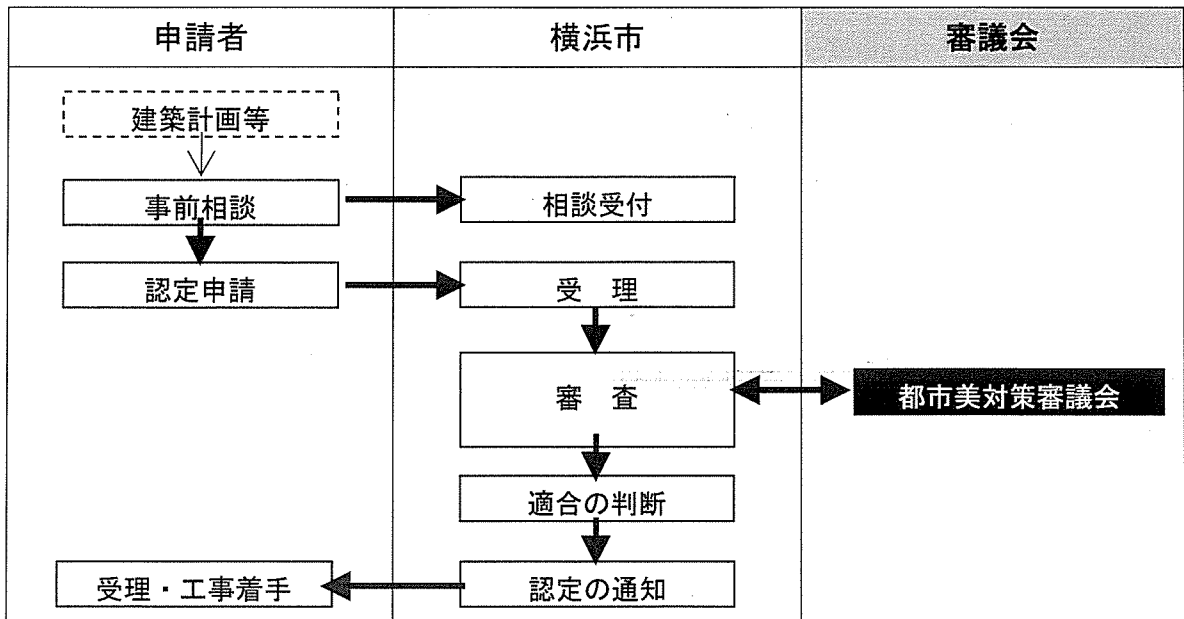 申請者
横浜市
審議会
建築計画等
事前相談
相談受付
認定申請
受　理
審　査
都市美対策審議会
適合の判断
受理・工事着手
認定の通知